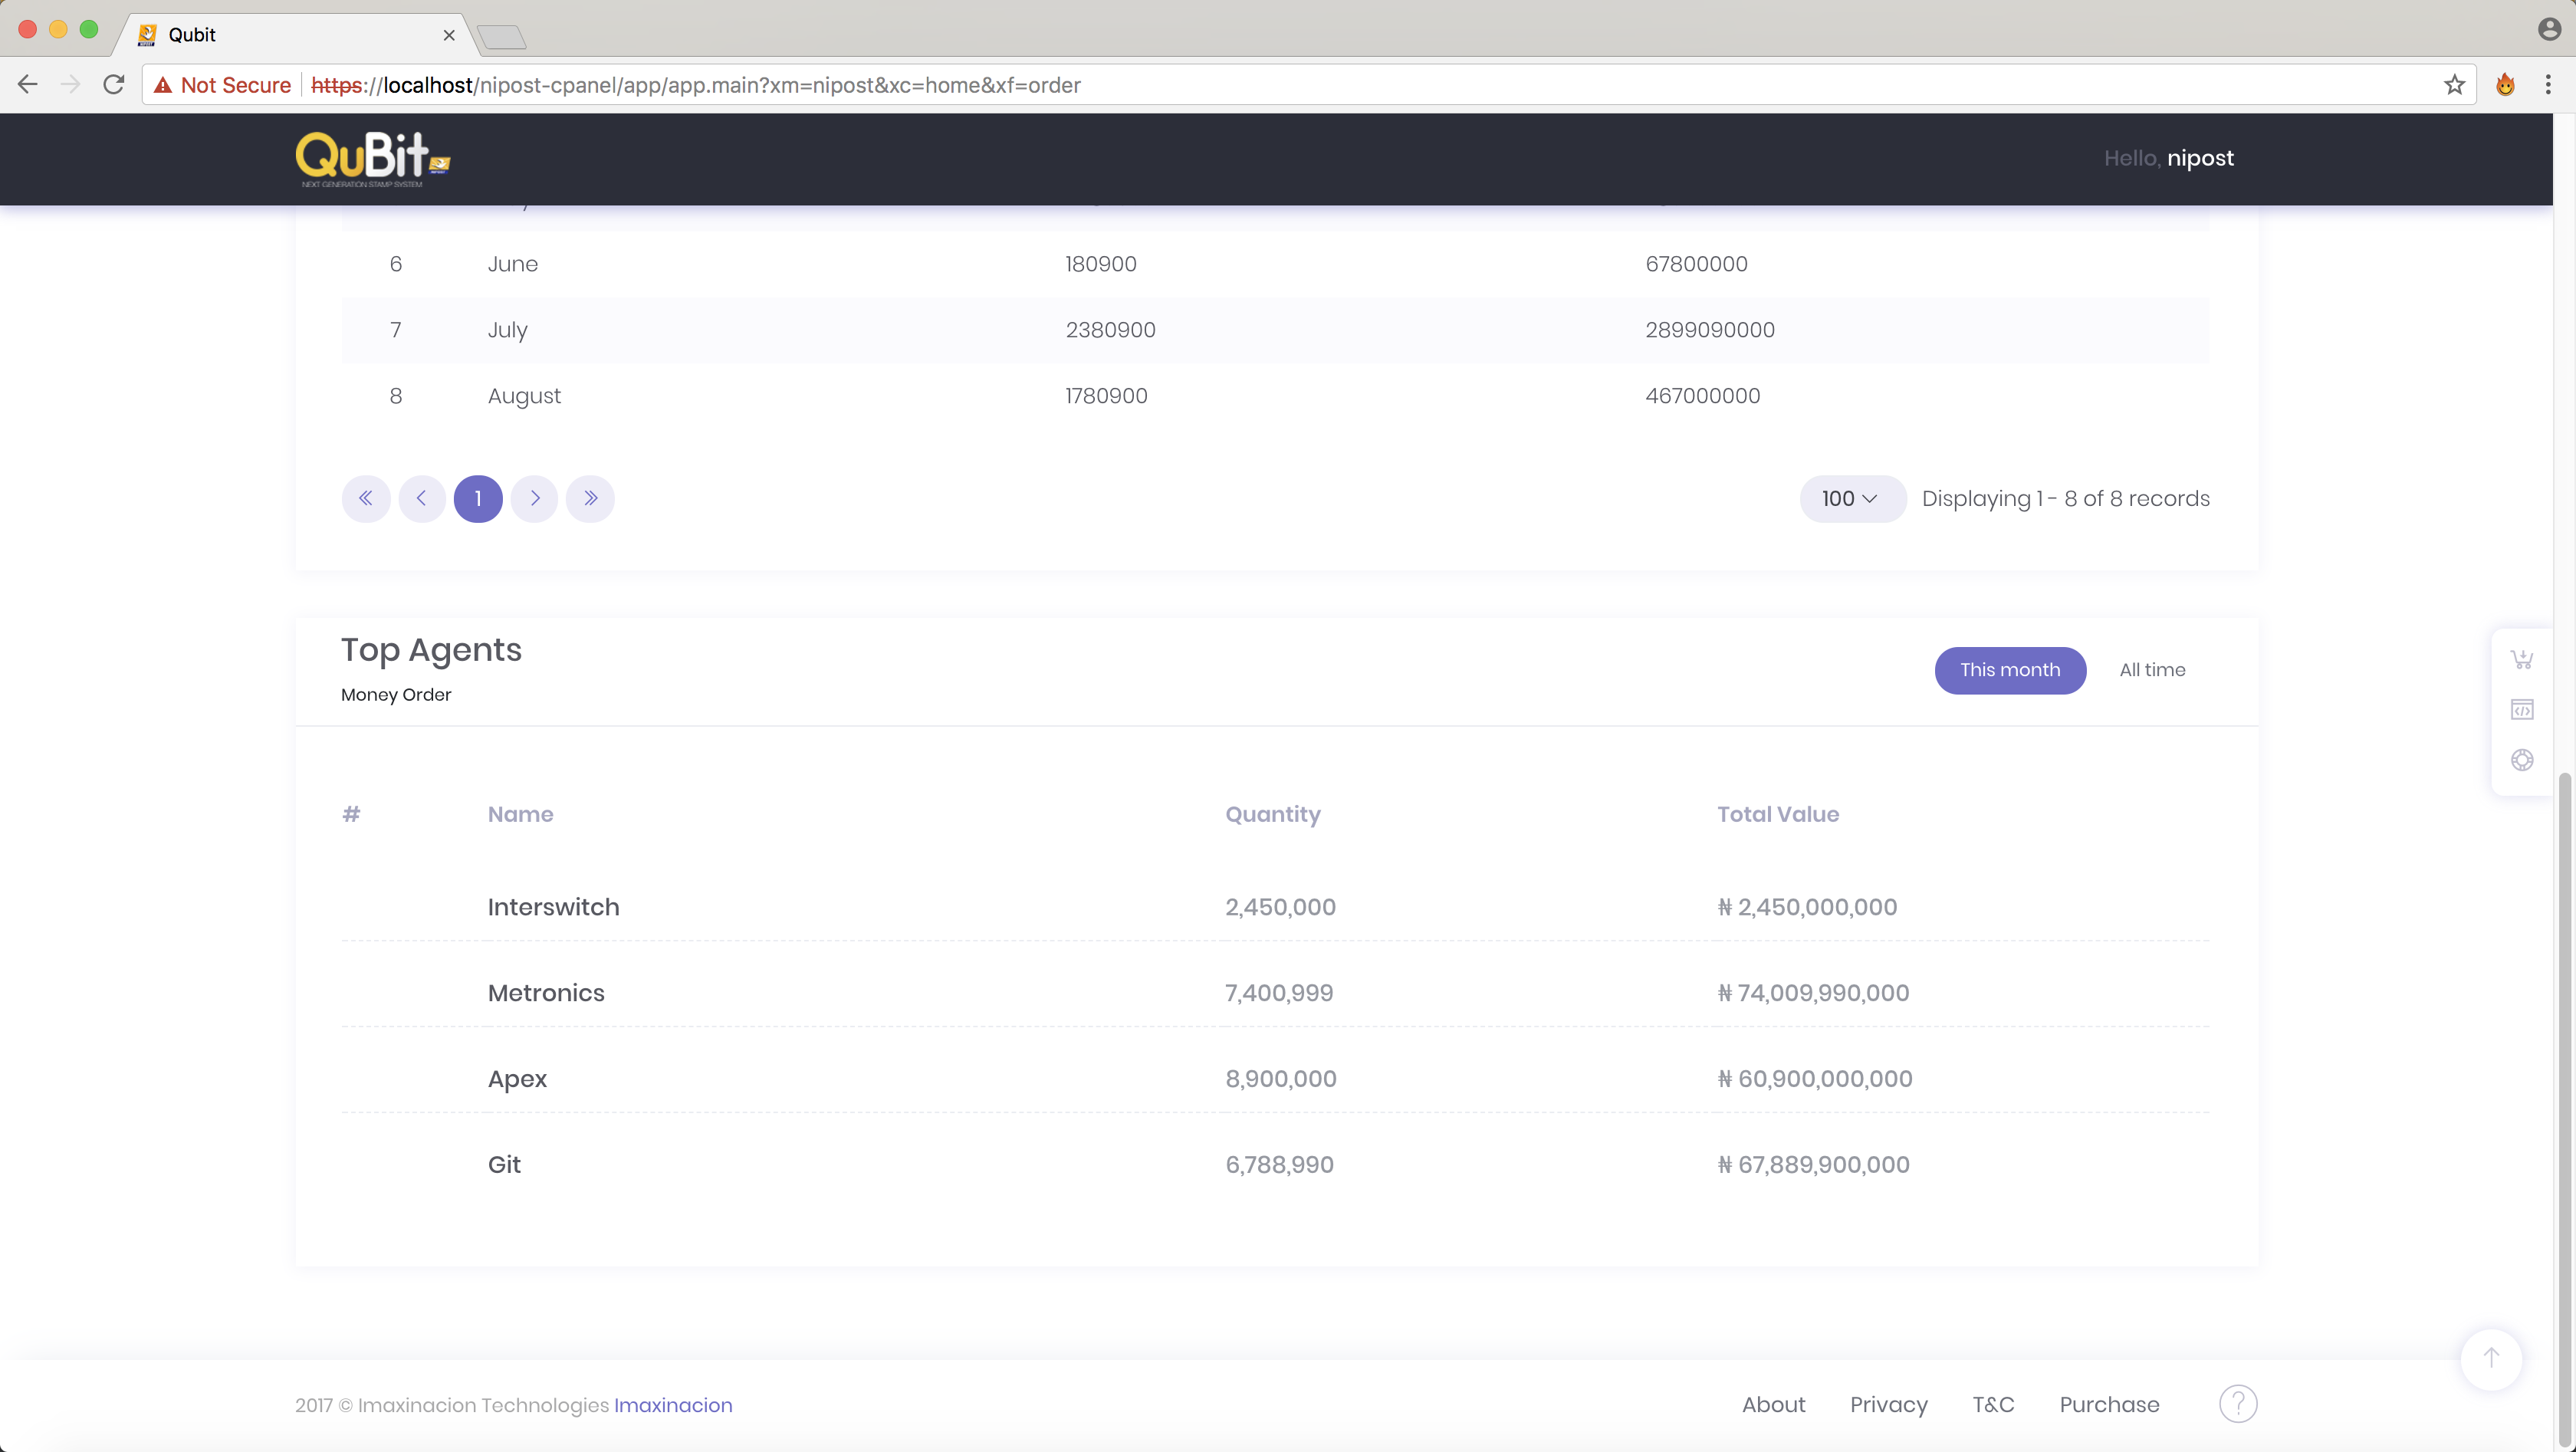 Qubit
Not Secure https://localhost/nipost-cpanel/app/app.main?xm=nipost&xc=home&xf=order
QuBit
NEXT GENERATION STAMP SYSTEM
Hello, nipost
6 June 180900 67800000
7 July 2380900 2899090000
8 August 1780900 467000000
1
100 Displaying 1 - 8 of 8 records
Top Agents
Money Order
This month All time
# Name Quantity Total Value
Interswitch 2,450,000 ₦ 2,450,000,000
Metronics 7,400,999 ₦ 74,009,990,000
Apex 8,900,000 ₦ 60,900,000,000
Git 6,788,990 ₦ 67,889,900,000
2017 © Imaxinacion Technologies Imaxinacion
About Privacy T&C Purchase ?